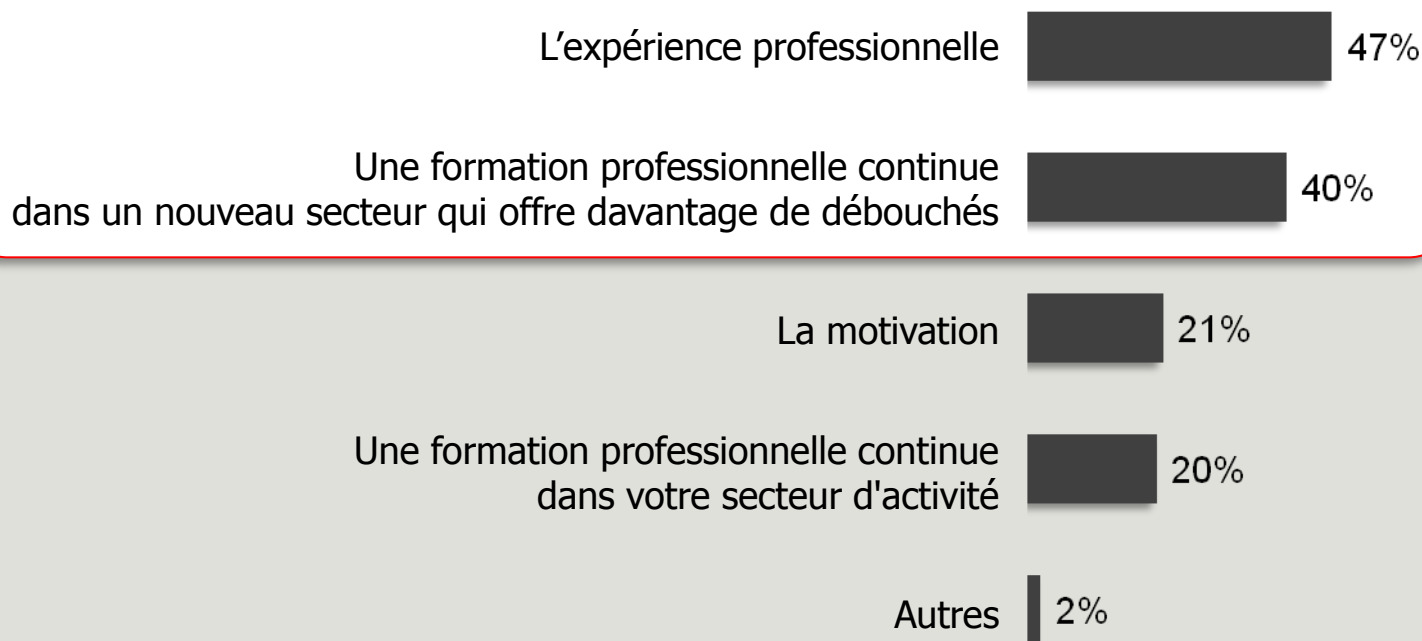 L’expérience professionnelle 47%
Une formation professionnelle continue
dans un nouveau secteur qui offre davantage de débouchés 40%
La motivation 21%
Une formation professionnelle continue
dans votre secteur d'activité 20%
Autres 2%